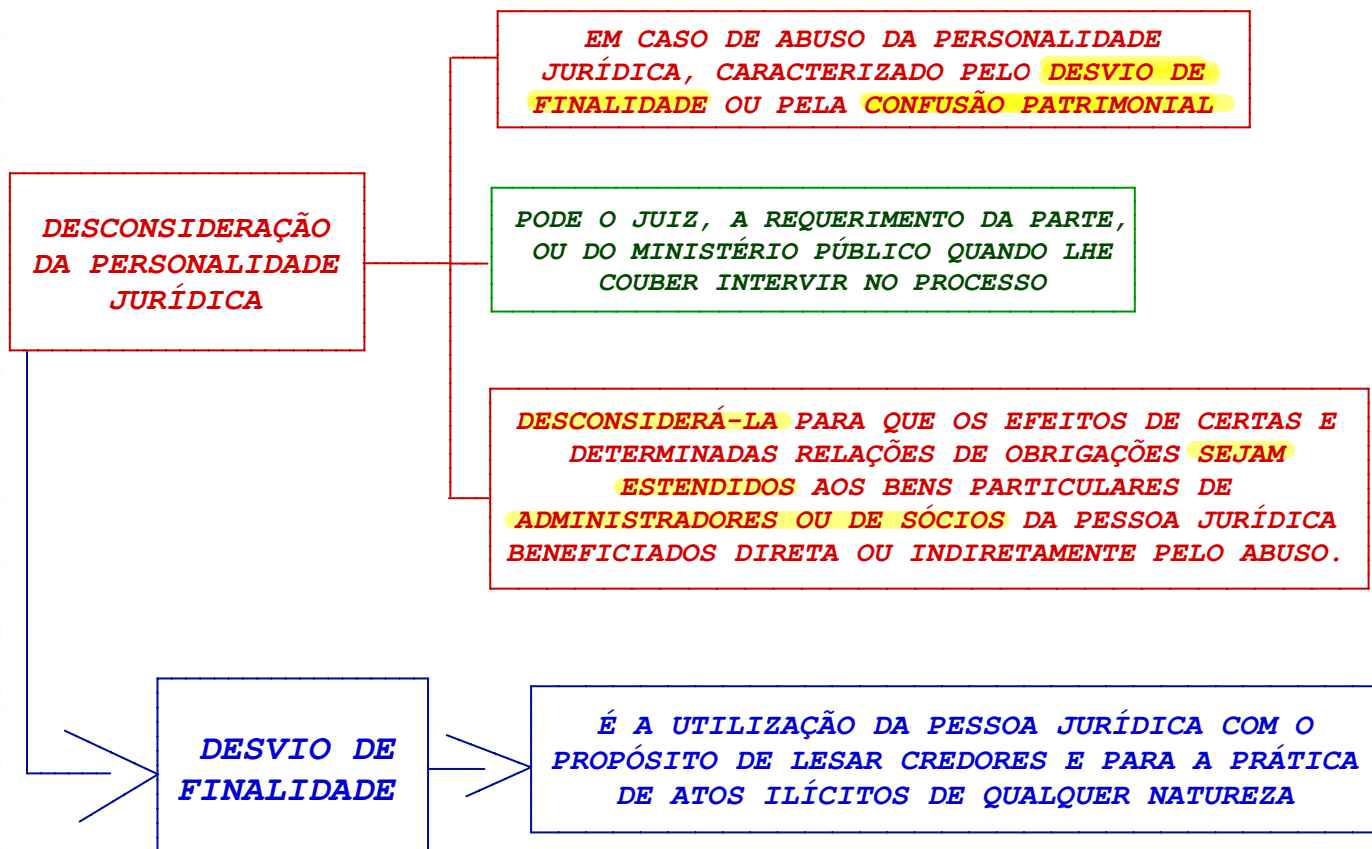 EM CASO DE ABUSO DA PERSONALIDADE
JURÍDICA, CARACTERIZADO PELO DESVIO DE
FINALIDADE OU PELA CONFUSÃO PATRIMONIAL
DESCONSIDERAÇÃO
DA PERSONALIDADE
JURÍDICA
PODE O JUIZ, A REQUERIMENTO DA PARTE,
OU DO MINISTÉRIO PÚBLICO QUANDO LHE
COUBER INTERVIR NO PROCESSO
DESCONSIDERÁ-LA PARA QUE OS EFEITOS DE CERTAS E
DETERMINADAS RELAÇÕES DE OBRIGAÇÕES SEJAM
ESTENDIDOS AOS BENS PARTICULARES DE
ADMINISTRADORES OU DE SÓCIOS DA PESSOA JURÍDICA
BENEFICIADOS DIRETA OU INDIRETAMENTE PELO ABUSO.
DESVIO DE
FINALIDADE
É A UTILIZAÇÃO DA PESSOA JURÍDICA COM O
PROPÓSITO DE LESAR CREDORES E PARA A PRÁTICA
DE ATOS ILÍCITOS DE QUALQUER NATUREZA